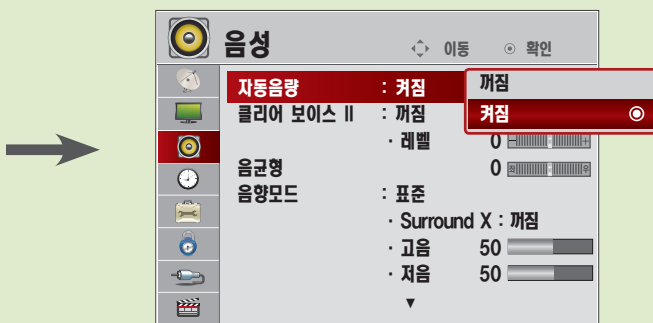 음성 이동 확인
자동음량 : 켜짐
꺼짐
켜짐
클리어 보이스 II : 꺼짐
· 레벨 0 - +
음균형 0 좌 우
음향모드 : 표준
· Surround X : 꺼짐
· 고음 50
· 저음 50
▼